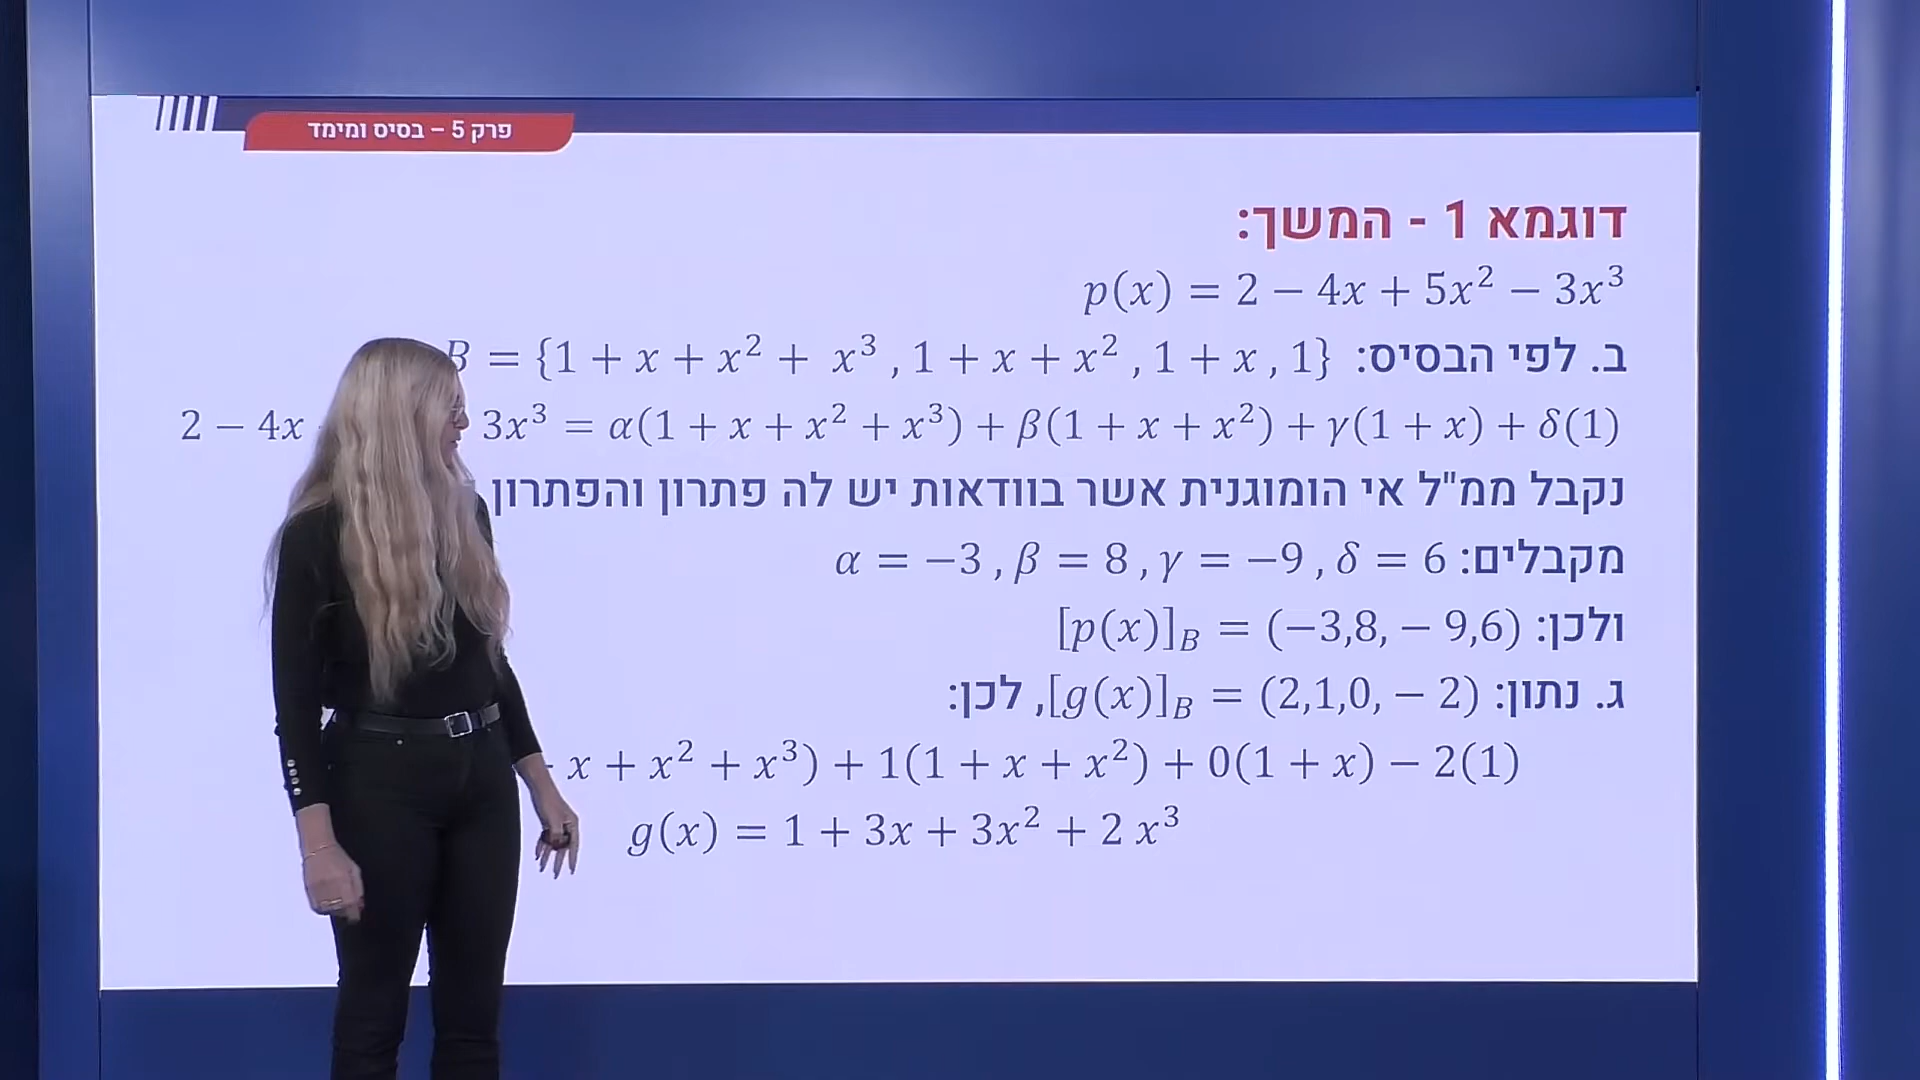 פרק 5 – בסיס ומימד
דוגמא 1 - המשך:
p(x) = 2 − 4x + 5x² − 3x³
ב. לפי הבסיס: B = {1 + x + x² + x³ , 1 + x + x² , 1 + x , 1}
2 − 4x 3x³ = α(1 + x + x² + x³) + β(1 + x + x²) + γ(1 + x) + δ(1)
נקבל ממ"ל אי הומוגנית אשר בוודאות יש לה פתרון והפתרון
מקבלים: α = −3 , β = 8 , γ = −9 , δ = 6
ולכן: [p(x)]_B = (−3,8, − 9,6)
ג. נתון: [g(x)]_B = (2,1,0, − 2), לכן:
x + x² + x³) + 1(1 + x + x²) + 0(1 + x) − 2(1)
g(x) = 1 + 3x + 3x² + 2 x³